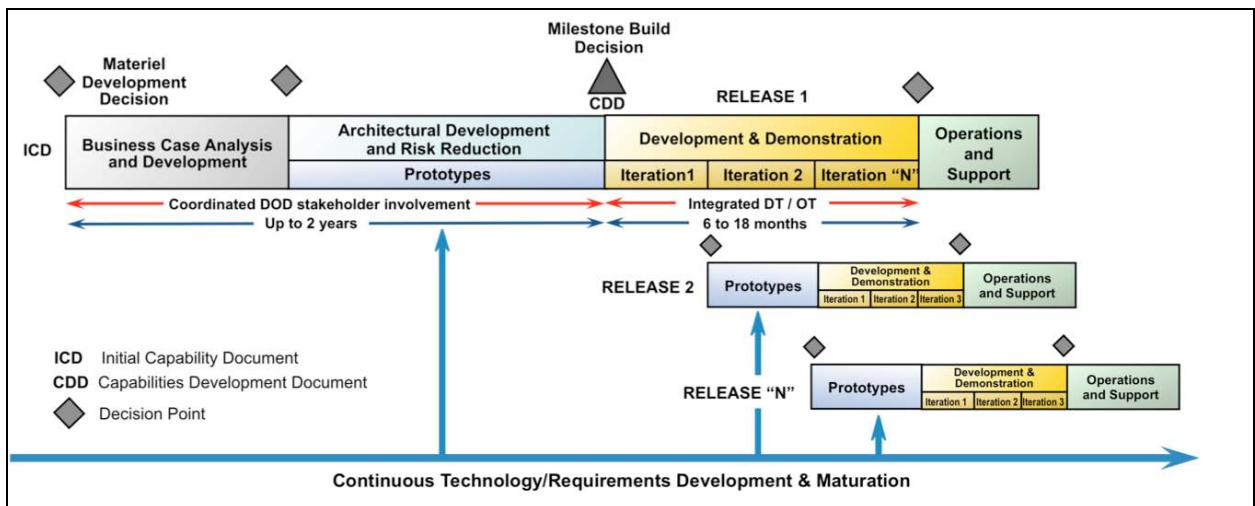 Milestone Build
Decision
Materiel
Development
Decision
CDD
RELEASE 1
ICD
Business Case Analysis
and Development
Architectural Development
and Risk Reduction
Prototypes
Development & Demonstration
Iteration1
Iteration 2
Iteration “N”
Operations
and
Support
Coordinated DOD stakeholder involvement
Integrated DT / OT
Up to 2 years
6 to 18 months
RELEASE 2
Prototypes
Development &
Demonstration
Iteration 1
Iteration 2
Iteration 3
Operations
and Support
ICD Initial Capability Document
CDD Capabilities Development Document
Decision Point
RELEASE “N”
Prototypes
Development &
Demonstration
Iteration 1
Iteration 2
Iteration 3
Operations
and Support
Continuous Technology/Requirements Development & Maturation